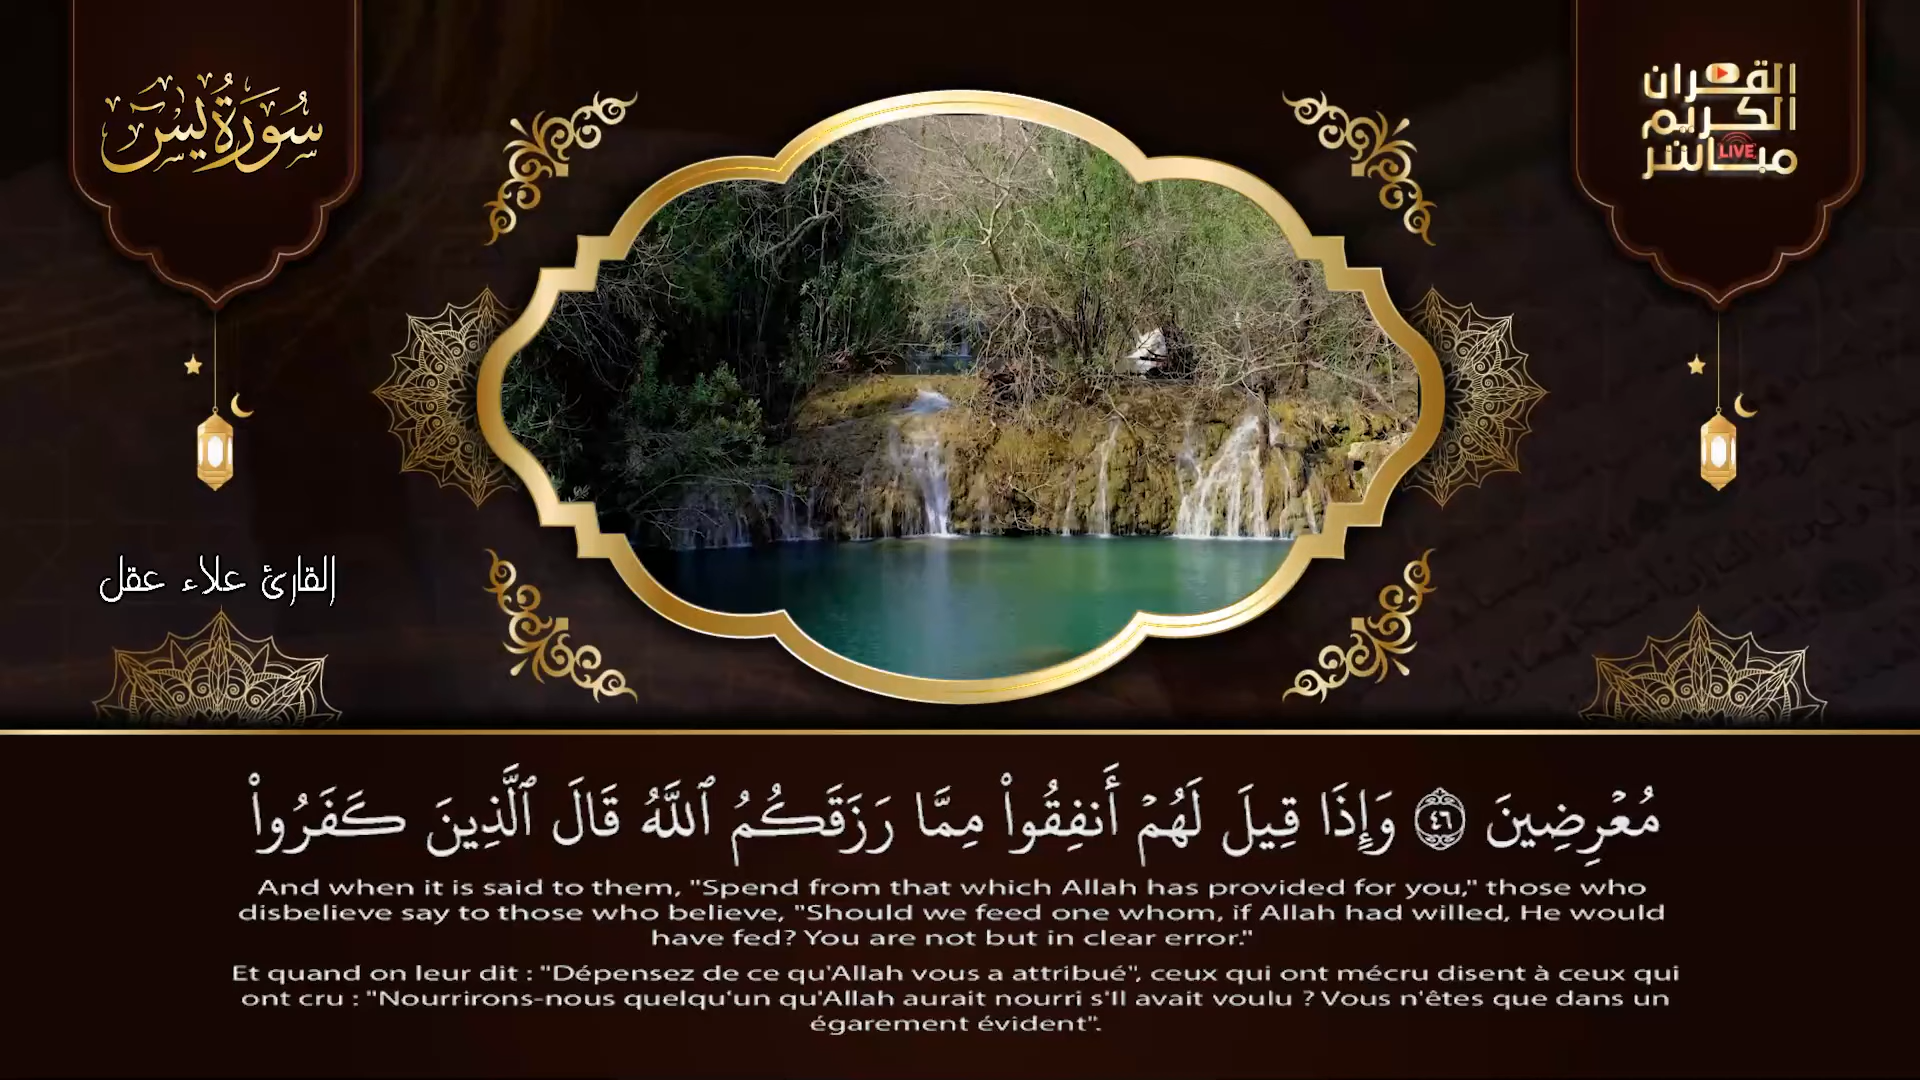 سُورَةُ يسٓ
القرآن
الكريم
مباشر
LIVE
القارئ علاء عقل
مُعْرِضِينَ ٤٦ وَإِذَا قِيلَ لَهُمْ أَنفِقُوا۟ مِمَّا رَزَقَكُمُ ٱللَّهُ قَالَ ٱلَّذِينَ كَفَرُوا۟
And when it is said to them, "Spend from that which Allah has provided for you," those who
disbelieve say to those who believe, "Should we feed one whom, if Allah had willed, He would
have fed? You are not but in clear error."
Et quand on leur dit : "Dépensez de ce qu'Allah vous a attribué", ceux qui ont mécru disent à ceux qui
ont cru : "Nourrirons-nous quelqu'un qu'Allah aurait nourri s'Il avait voulu ? Vous n'êtes que dans un
égarement évident".